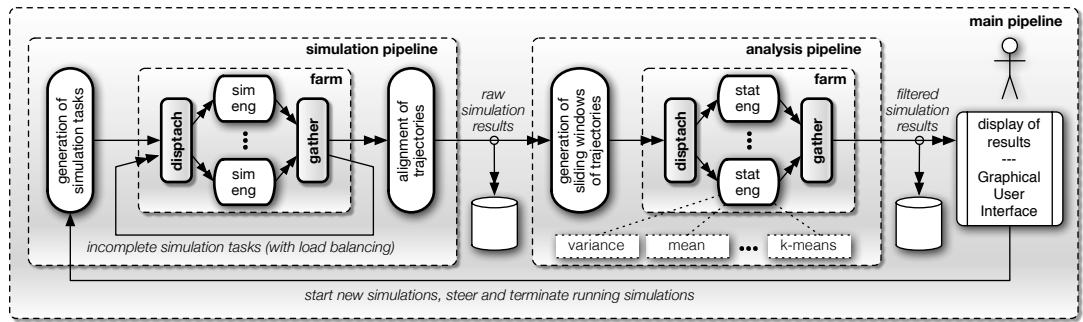 main pipeline
simulation pipeline
analysis pipeline
farm
farm
generation of
simulation tasks
disptach
sim
eng
sim
eng
gather
alignment of
trajectories
raw
simulation
results
generation of
sliding windows
of trajectories
disptach
stat
eng
stat
eng
gather
filtered
simulation
results
display of
results
---
Graphical
User
Interface
incomplete simulation tasks (with load balancing)
variance
mean
k-means
start new simulations, steer and terminate running simulations